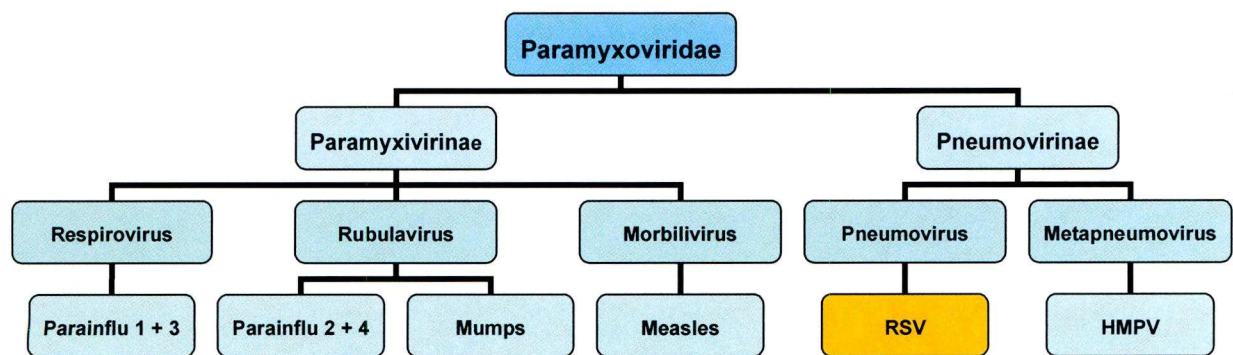 Paramyxoviridae
Paramyxivirinae
Pneumovirinae
Respirovirus
Rubulavirus
Morbilivirus
Pneumovirus
Metapneumovirus
Parainflu 1 + 3
Parainflu 2 + 4
Mumps
Measles
RSV
HMPV